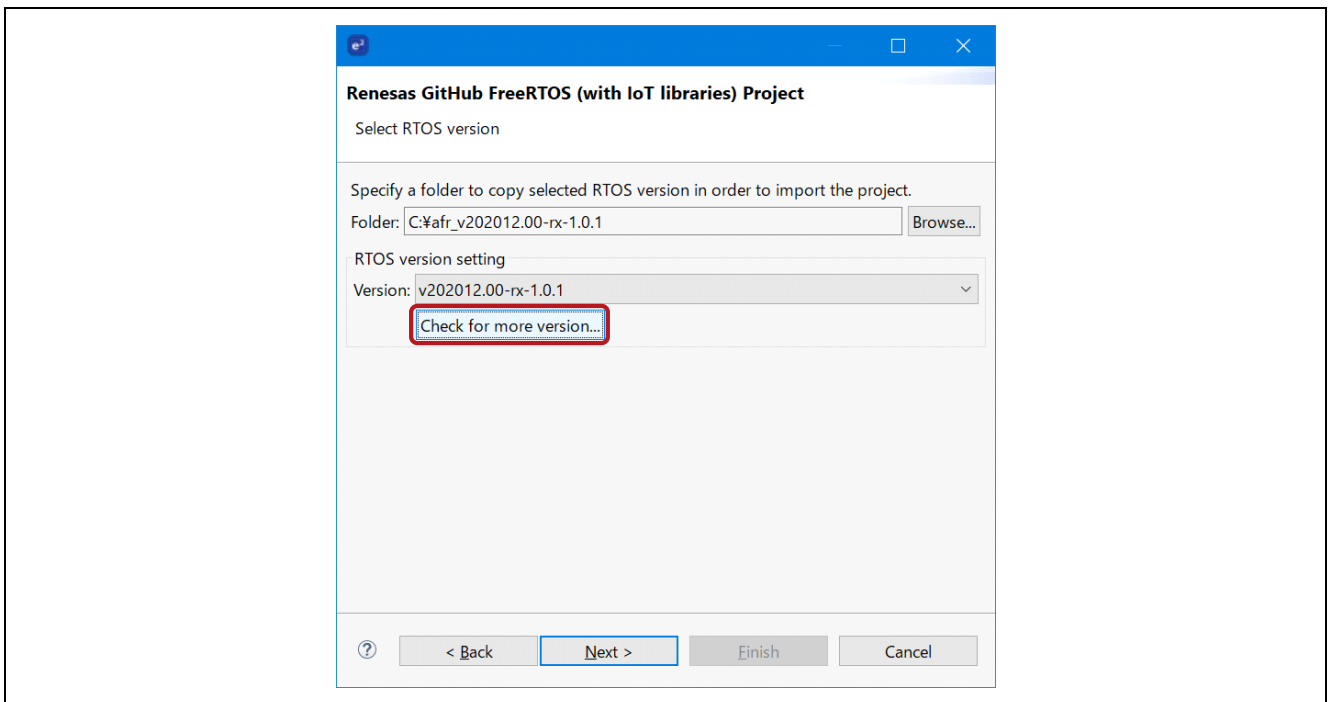 e²
Renesas GitHub FreeRTOS (with IoT libraries) Project
Select RTOS version
Specify a folder to copy selected RTOS version in order to import the project.
Folder: C:¥afr_v202012.00-rx-1.0.1 Browse...
RTOS version setting
Version: v202012.00-rx-1.0.1
Check for more version...
? < Back Next > Finish Cancel